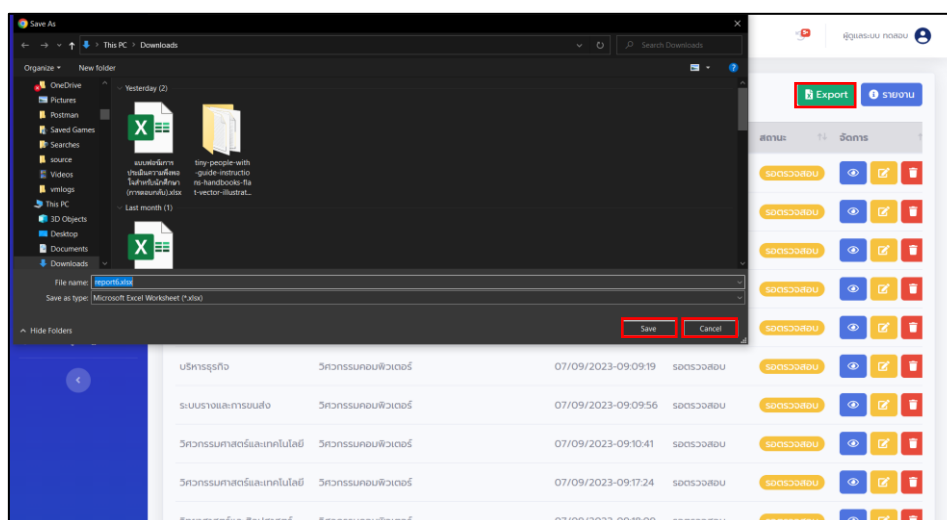 Save As
This PC > Downloads
Search Downloads
Organize
New folder
OneDrive
Pictures
Postman
Saved Games
Searches
source
Videos
vmlogs
This PC
3D Objects
Desktop
Documents
Downloads
Yesterday (2)
แบบฟอร์มการ
ประเมินความพึงพอ
ใจสำหรับนักศึกษา
(การตอบกลับ).xlsx
tiny-people-with
-guide-instructio
ns-handbooks-fla
t-vector-illustrat...
Last month (1)
File name: report6.xlsx
Save as type: Microsoft Excel Worksheet (*.xlsx)
Hide Folders
Save
Cancel
5+
ผู้ดูแลระบบ ทดสอบ
Export
รายงาน
สถานะ
จัดการ
รอตรวจสอบ
รอตรวจสอบ
รอตรวจสอบ
รอตรวจสอบ
รอตรวจสอบ
บริหารธุรกิจ วิศวกรรมคอมพิวเตอร์ 07/09/2023-09:09:19 รอตรวจสอบ รอตรวจสอบ
ระบบรางและการขนส่ง วิศวกรรมคอมพิวเตอร์ 07/09/2023-09:09:56 รอตรวจสอบ รอตรวจสอบ
วิศวกรรมศาสตร์และเทคโนโลยี วิศวกรรมคอมพิวเตอร์ 07/09/2023-09:10:41 รอตรวจสอบ รอตรวจสอบ
วิศวกรรมศาสตร์และเทคโนโลยี วิศวกรรมคอมพิวเตอร์ 07/09/2023-09:17:24 รอตรวจสอบ รอตรวจสอบ